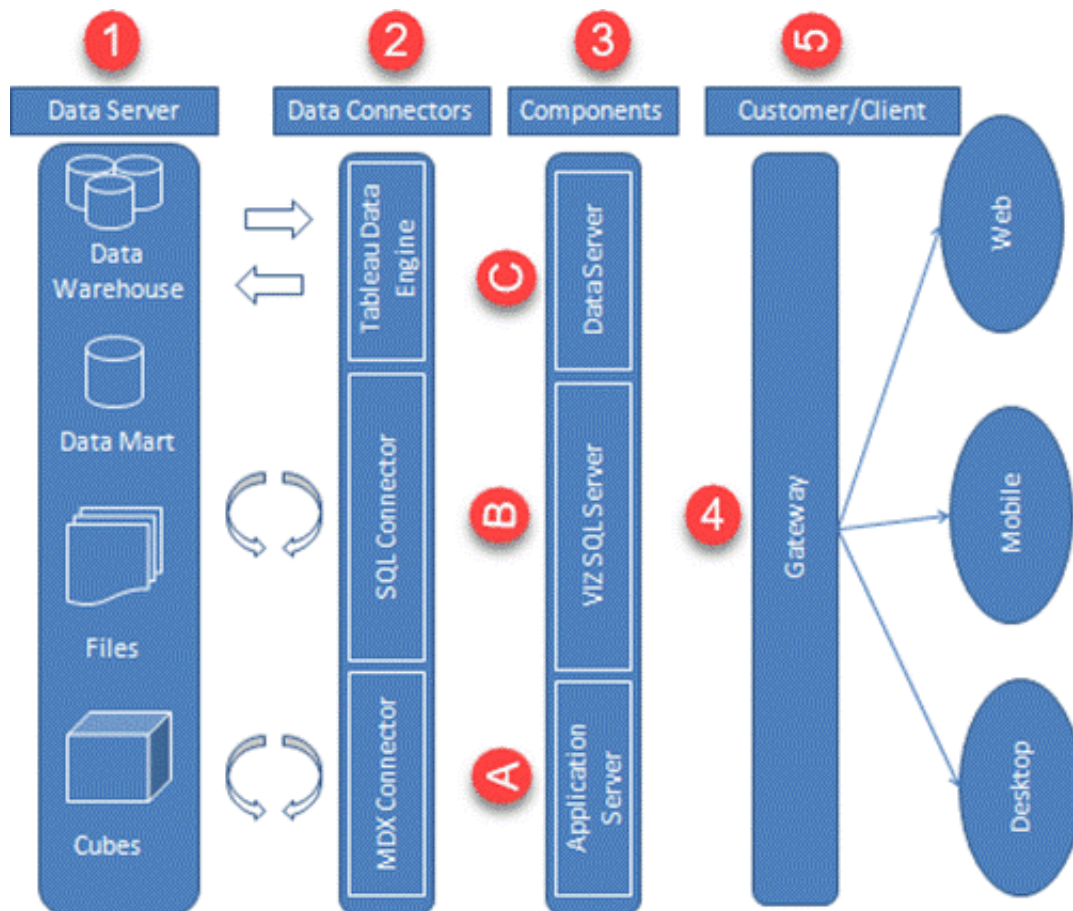 1
2
3
5
Data Server
Data Connectors
Components
Customer/Client
Data
Warehouse
Data Mart
Files
Cubes
Tableau Data
Engine
SQL Connector
MDX Connector
C
B
A
DataServer
VIZ SQL Server
Application
Server
4
Gateway
Web
Mobile
Desktop